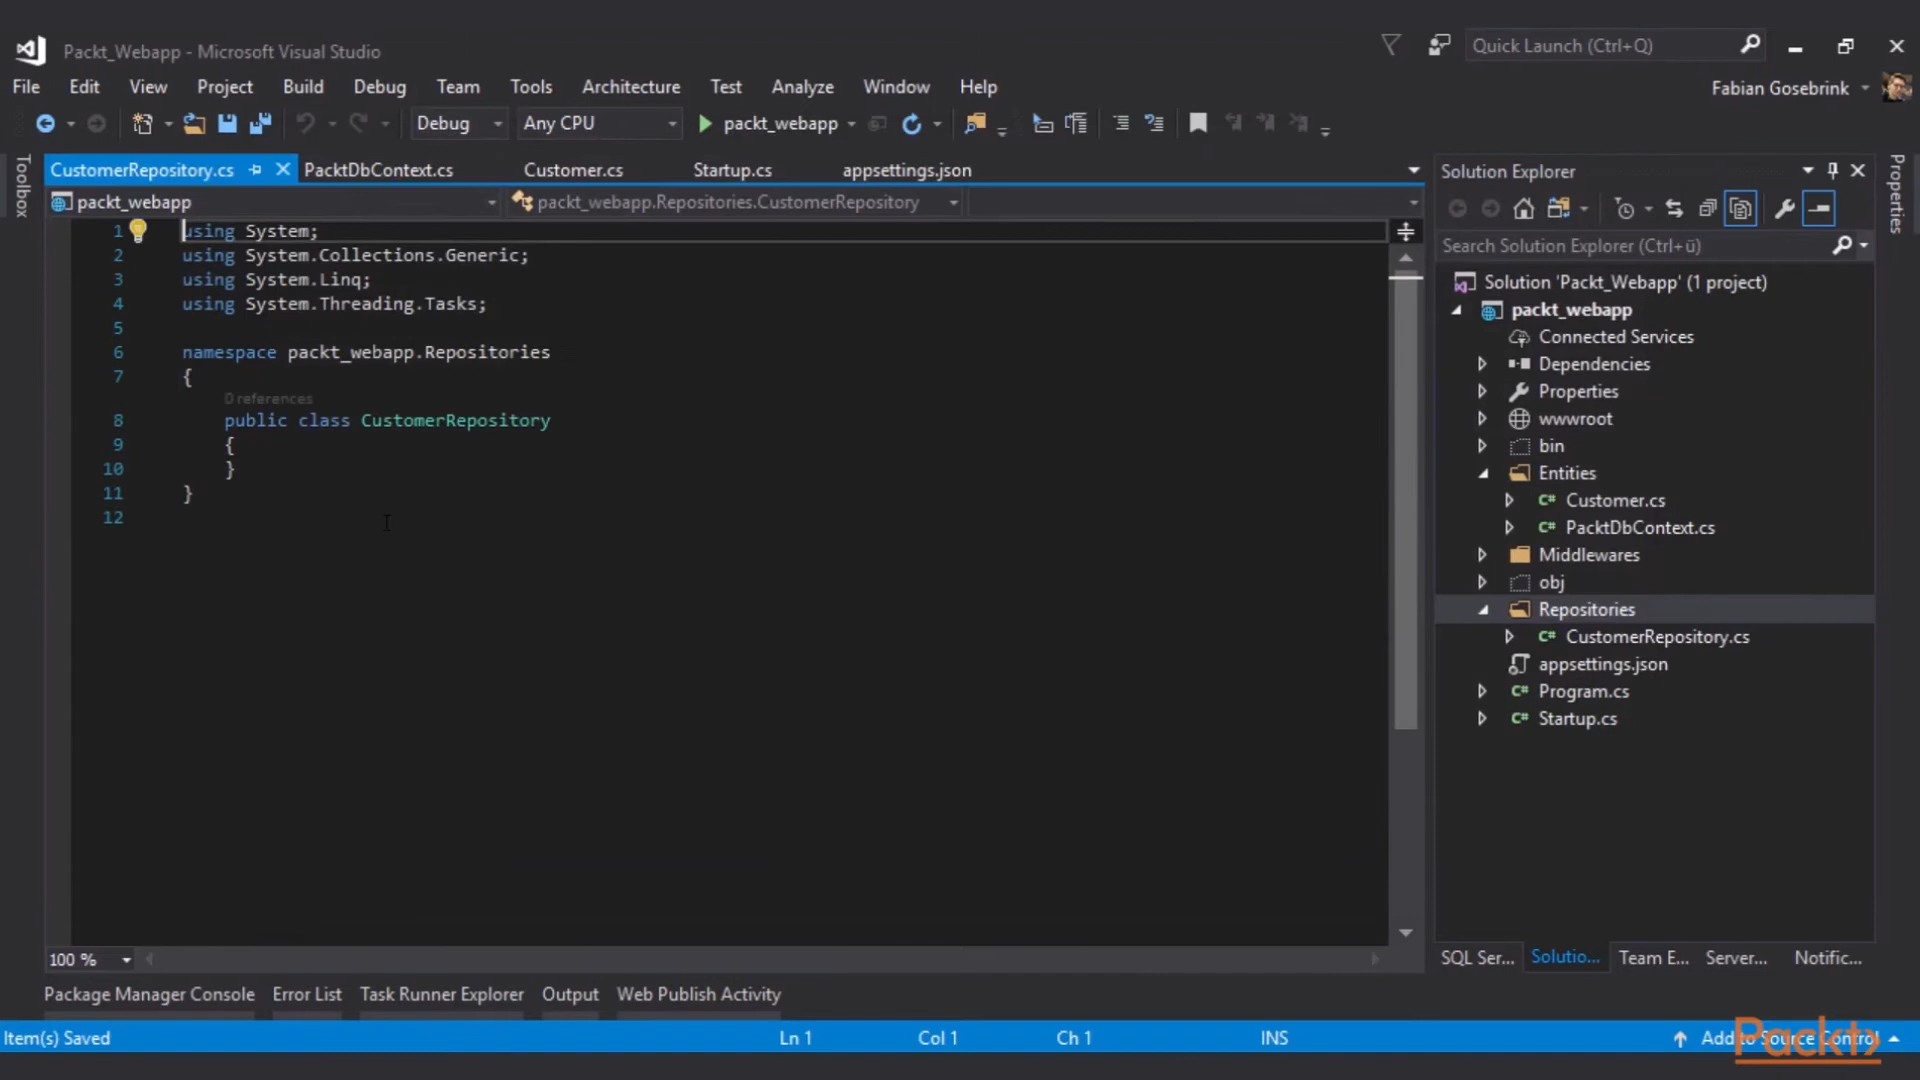 Packt_Webapp - Microsoft Visual Studio
Quick Launch (Ctrl+Q)
File Edit View Project Build Debug Team Tools Architecture Test Analyze Window Help
Fabian Gosebrink
Debug Any CPU packt_webapp
Toolbox
CustomerRepository.cs PacktDbContext.cs Customer.cs Startup.cs appsettings.json
packt_webapp packt_webapp.Repositories.CustomerRepository
1 using System;
2 using System.Collections.Generic;
3 using System.Linq;
4 using System.Threading.Tasks;
5
6 namespace packt_webapp.Repositories
7 {
0 references
8 public class CustomerRepository
9 {
10 }
11 }
12
100 %
Solution Explorer
Properties
Search Solution Explorer (Ctrl+ü)
Solution 'Packt_Webapp' (1 project)
packt_webapp
Connected Services
Dependencies
Properties
wwwroot
bin
Entities
C# Customer.cs
C# PacktDbContext.cs
Middlewares
obj
Repositories
C# CustomerRepository.cs
appsettings.json
C# Program.cs
C# Startup.cs
SQL Ser... Solutio... Team E... Server... Notific...
Package Manager Console Error List Task Runner Explorer Output Web Publish Activity
Item(s) Saved Ln 1 Col 1 Ch 1 INS Add to Source Control
Packt